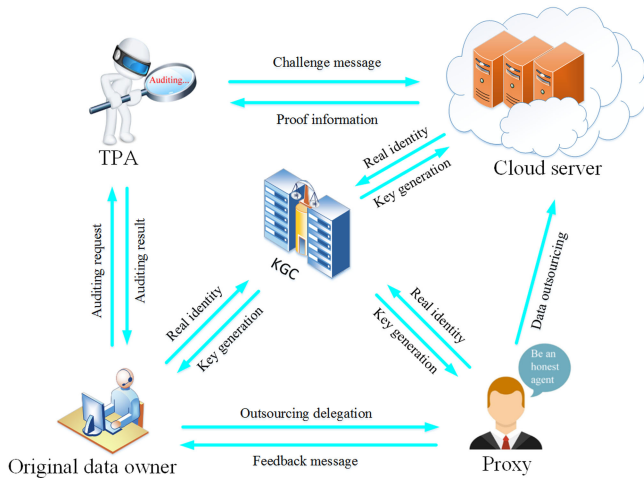 Auditing...
Challenge message
Proof information
TPA
Cloud server
Real identity
Key generation
KGC
Auditing request
Auditing result
Real identity
Key generation
Real identity
Key generation
Data outsouricing
Be an
honest
agent
Outsourcing delegation
Feedback message
Original data owner
Proxy